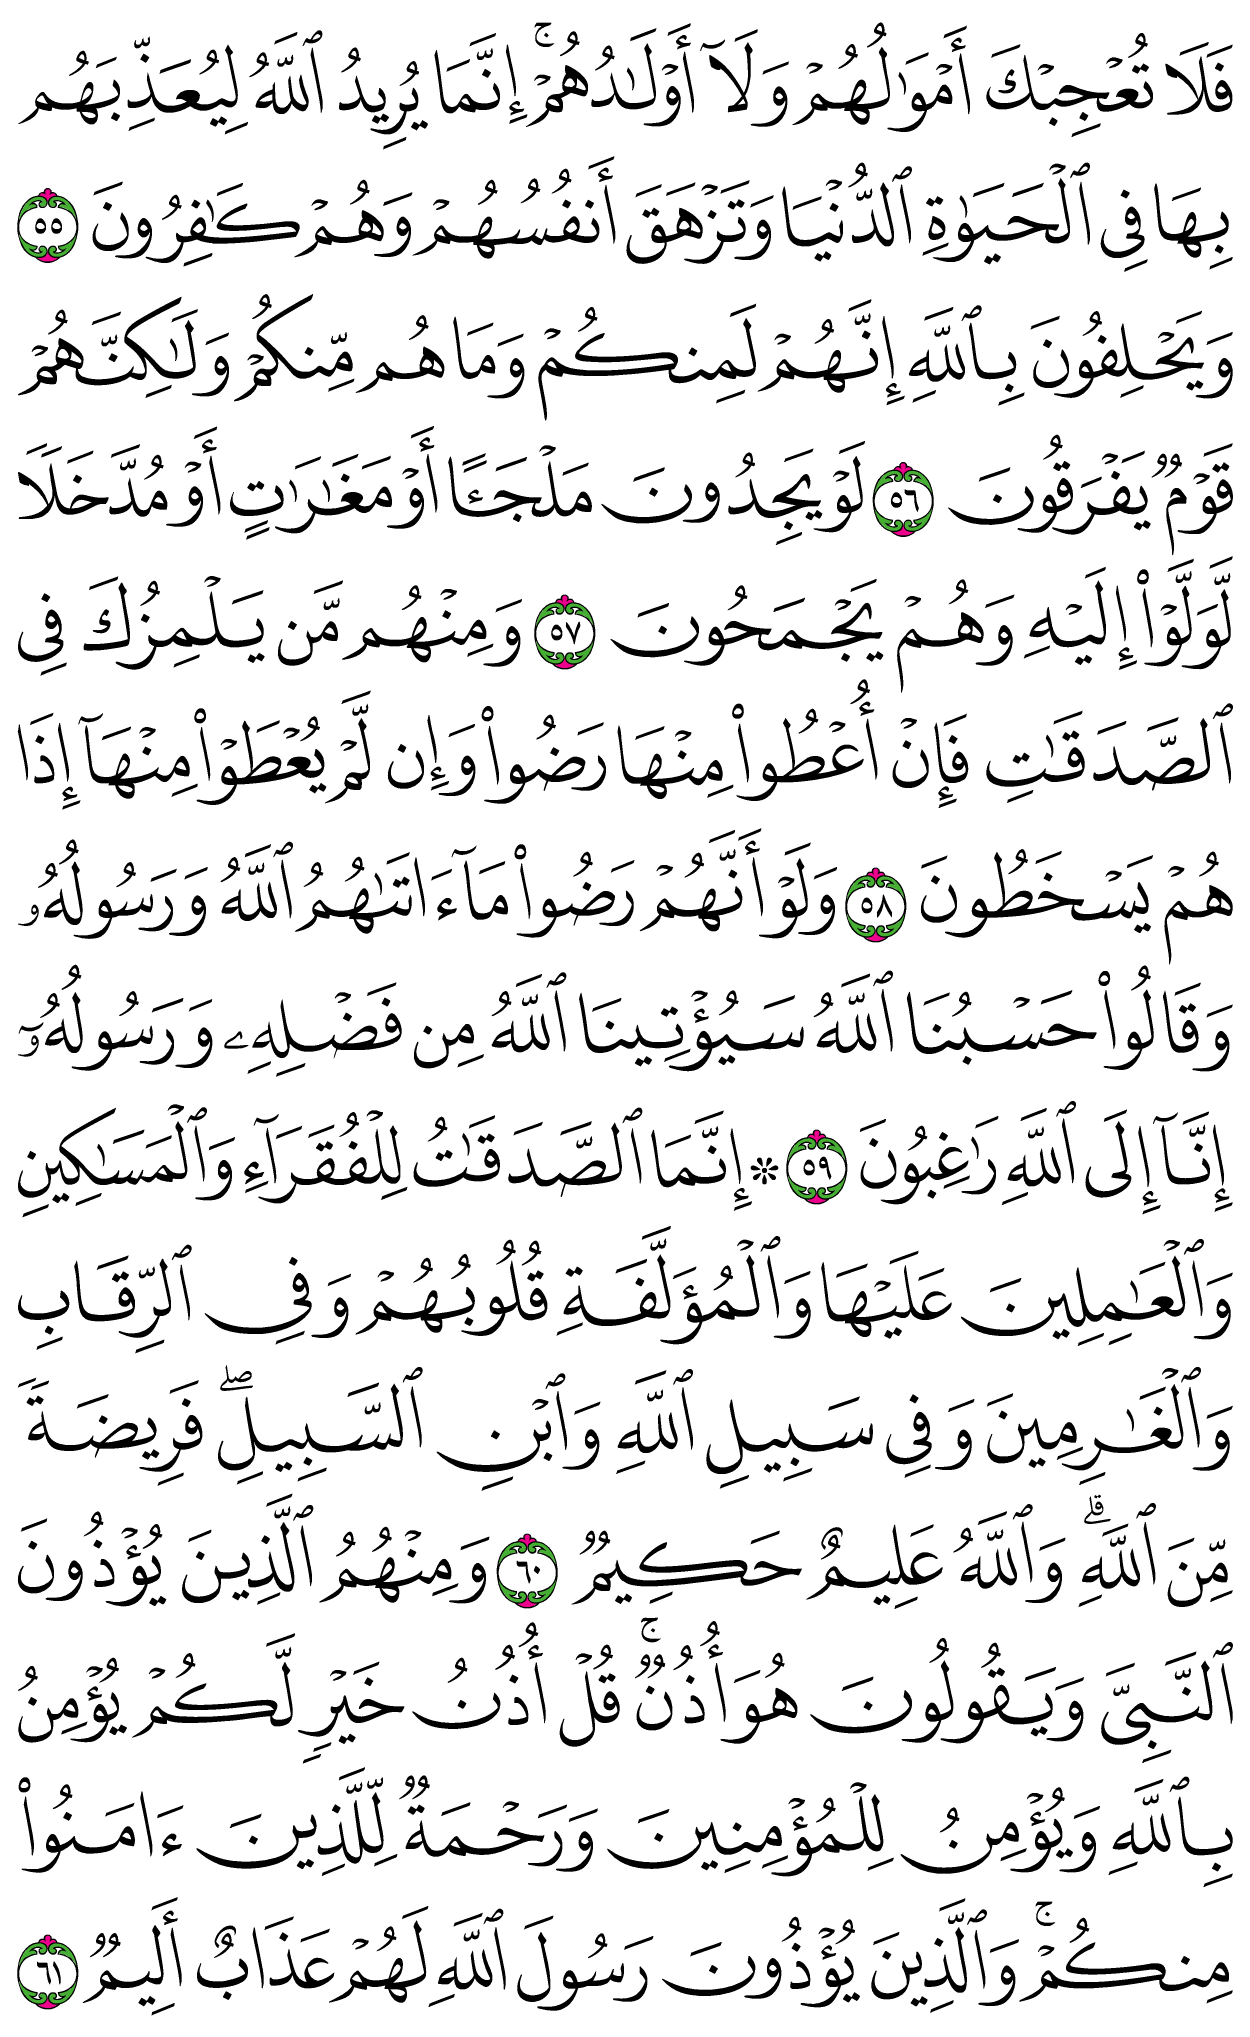 فَلَا تُعۡجِبۡكَ أَمۡوَٰلُهُمۡ وَلَآ أَوۡلَٰدُهُمۡۚ إِنَّمَا يُرِيدُ ٱللَّهُ لِيُعَذِّبَهُم
بِهَا فِي ٱلۡحَيَوٰةِ ٱلدُّنۡيَا وَتَزۡهَقَ أَنفُسُهُمۡ وَهُمۡ كَٰفِرُونَ ٥٥
وَيَحۡلِفُونَ بِٱللَّهِ إِنَّهُمۡ لَمِنكُمۡ وَمَا هُم مِّنكُمۡ وَلَٰكِنَّهُمۡ
قَوۡمٞ يَفۡرَقُونَ ٥٦ لَوۡ يَجِدُونَ مَلۡجَـًٔا أَوۡ مَغَٰرَٰتٍ أَوۡ مُدَّخَلٗا
لَّوَلَّوۡاْ إِلَيۡهِ وَهُمۡ يَجۡمَحُونَ ٥٧ وَمِنۡهُم مَّن يَلۡمِزُكَ فِي
ٱلصَّدَقَٰتِ فَإِنۡ أُعۡطُواْ مِنۡهَا رَضُواْ وَإِن لَّمۡ يُعۡطَوۡاْ مِنۡهَآ إِذَا
هُمۡ يَسۡخَطُونَ ٥٨ وَلَوۡ أَنَّهُمۡ رَضُواْ مَآ ءَاتَىٰهُمُ ٱللَّهُ وَرَسُولُهُۥ
وَقَالُواْ حَسۡبُنَا ٱللَّهُ سَيُؤۡتِينَا ٱللَّهُ مِن فَضۡلِهِۦ وَرَسُولُهُۥٓ
إِنَّآ إِلَى ٱللَّهِ رَٰغِبُونَ ٥٩ ۞ إِنَّمَا ٱلصَّدَقَٰتُ لِلۡفُقَرَآءِ وَٱلۡمَسَٰكِينِ
وَٱلۡعَٰمِلِينَ عَلَيۡهَا وَٱلۡمُؤَلَّفَةِ قُلُوبُهُمۡ وَفِي ٱلرِّقَابِ
وَٱلۡغَٰرِمِينَ وَفِي سَبِيلِ ٱللَّهِ وَٱبۡنِ ٱلسَّبِيلِۖ فَرِيضَةٗ
مِّنَ ٱللَّهِۗ وَٱللَّهُ عَلِيمٌ حَكِيمٞ ٦٠ وَمِنۡهُمُ ٱلَّذِينَ يُؤۡذُونَ
ٱلنَّبِيَّ وَيَقُولُونَ هُوَ أُذُنٞۚ قُلۡ أُذُنُ خَيۡرٖ لَّكُمۡ يُؤۡمِنُ
بِٱللَّهِ وَيُؤۡمِنُ لِلۡمُؤۡمِنِينَ وَرَحۡمَةٞ لِّلَّذِينَ ءَامَنُواْ
مِنكُمۡۚ وَٱلَّذِينَ يُؤۡذُونَ رَسُولَ ٱللَّهِ لَهُمۡ عَذَابٌ أَلِيمٞ ٦١